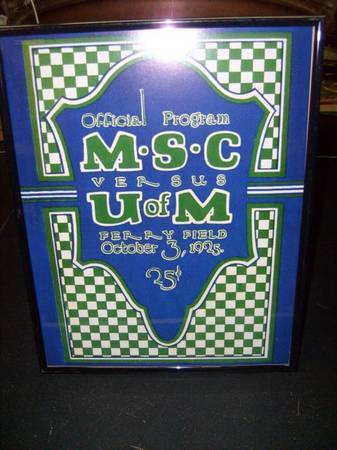 Official Program
M·S·C
VERSUS
U of M
FERRY FIELD
October 3, 1925.
25¢